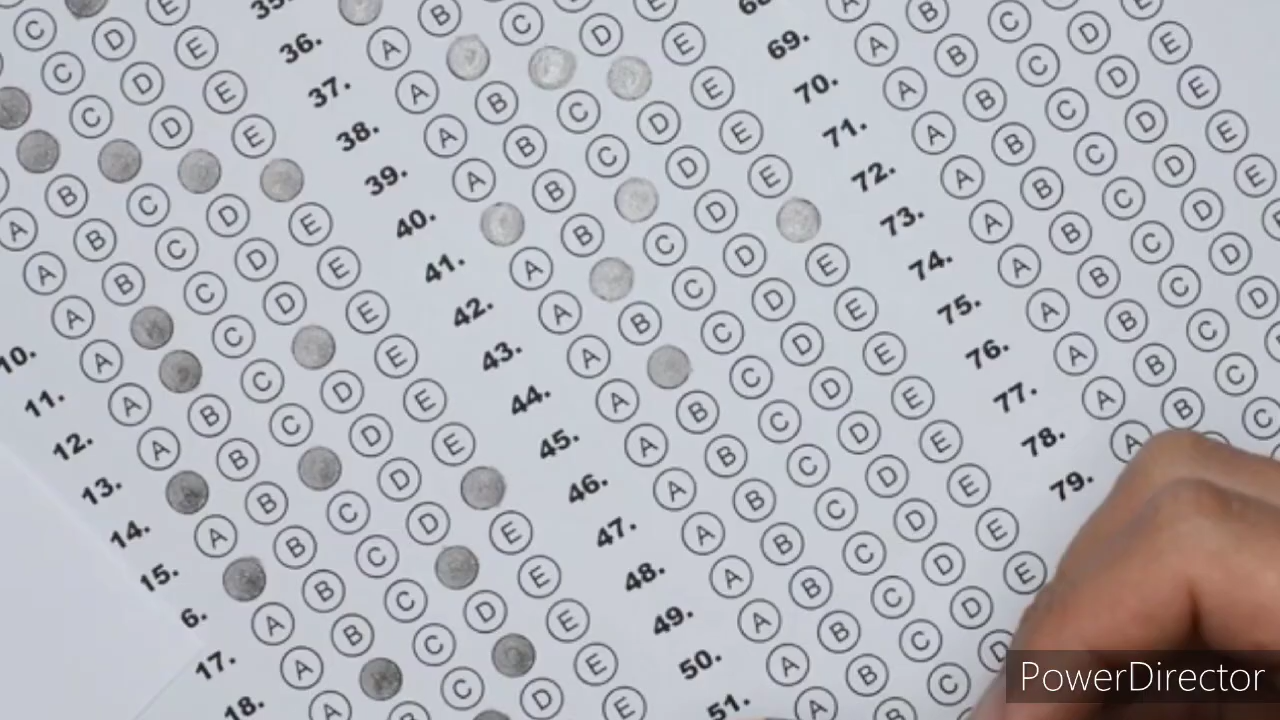 C
C D E
C D E
A B D E
A B C E
10. A B C D
11. A C D E
12. A C D E
13. A B C E
14. B C D E
15. A B D E
6. B C D E
17. A B C D
18. A B C E
A C D E
B C E
D E
E
36.
37. A B
38. A C
39. A B D E
40. A B C E
41. B C D E
42. A B D E
43. A C D E
44. A B C D
45. A C D E
46. A B C D E
47. A B C D E
48. A B C D E
49. A B C D E
50. A B C D E
51. A B C D E
A B C D E
B C D
69. A
70. A B
71. A B C
72. A B C D E
73. A B C D E
74. A B C D E
75. A B C D E
76. A B C D E
77. A B C D
78. A B C D
79. A B C
C
PowerDirector